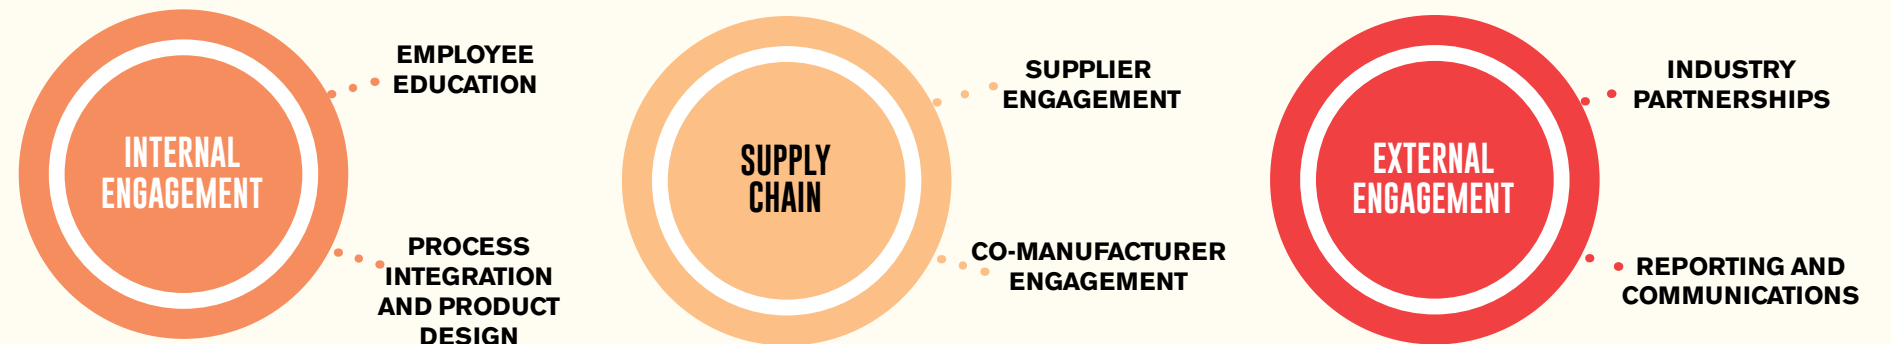 INTERNAL
ENGAGEMENT
EMPLOYEE
EDUCATION
PROCESS
INTEGRATION
AND PRODUCT
DESIGN
SUPPLY
CHAIN
SUPPLIER
ENGAGEMENT
CO-MANUFACTURER
ENGAGEMENT
EXTERNAL
ENGAGEMENT
INDUSTRY
PARTNERSHIPS
REPORTING AND
COMMUNICATIONS